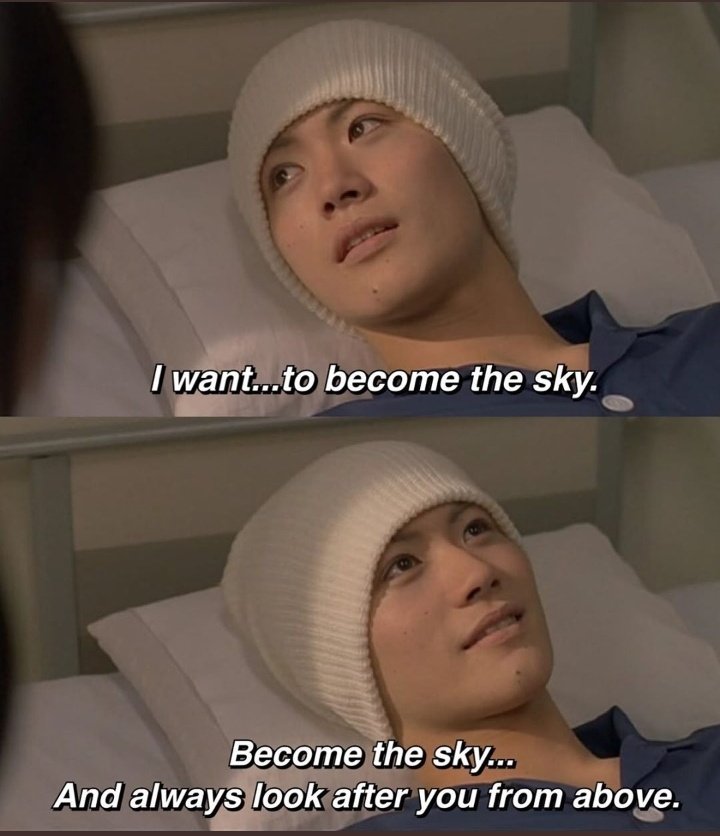 I want...to become the sky.
Become the sky...
And always look after you from above.